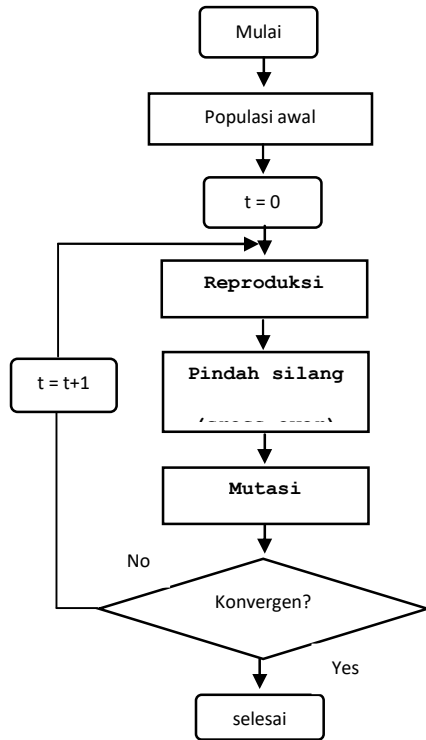 Mulai
Populasi awal
t = 0
Reproduksi
Pindah silang
t = t+1
Mutasi
No
Konvergen?
Yes
selesai